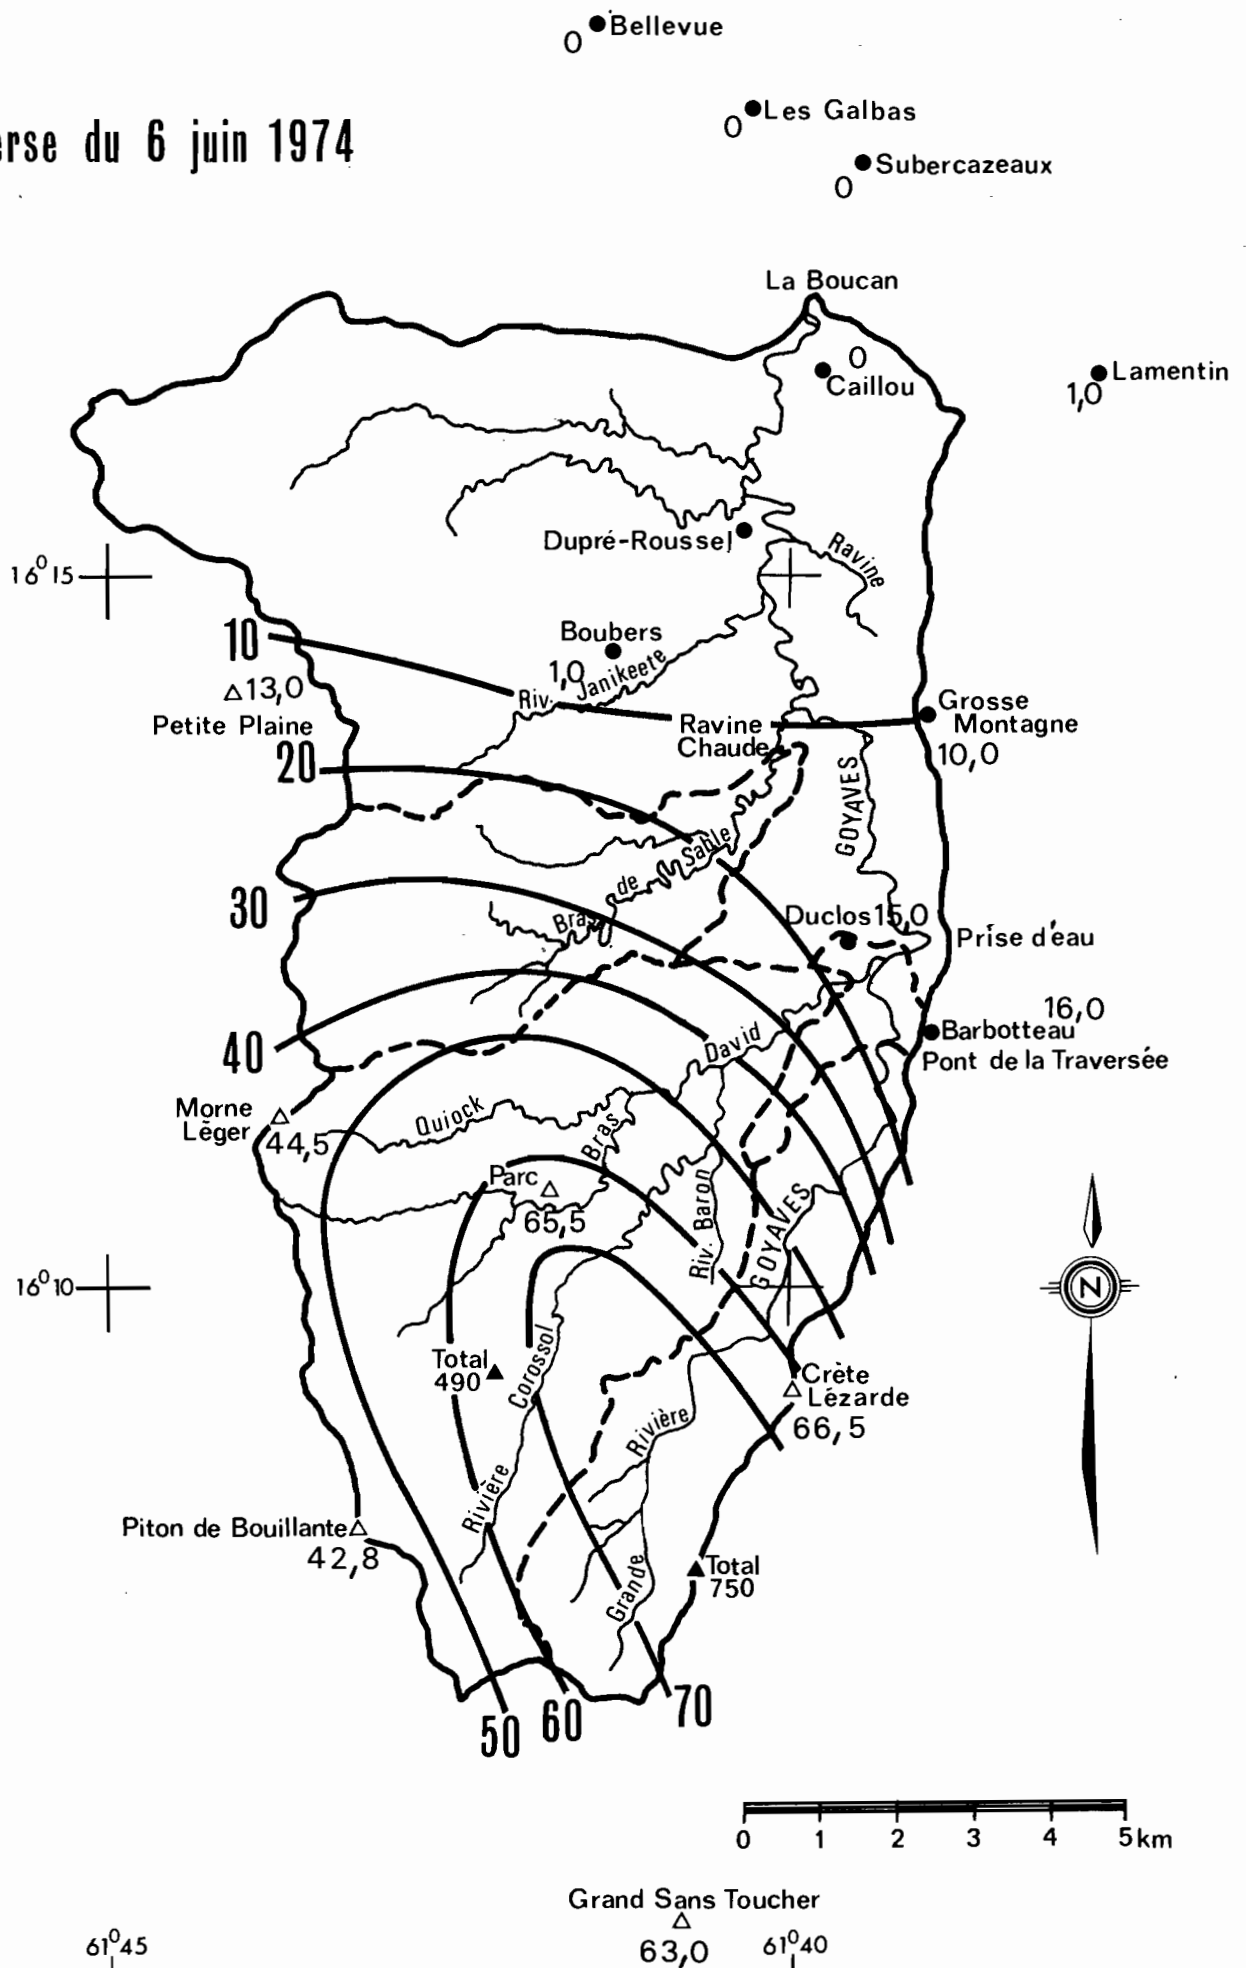 Bellevue
0
Les Galbas
0
erse du 6 juin 1974
Subercazeaux
0
La Boucan
0
Caillou
Lamentin
1,0
Dupré-Roussel
Ravine
16° 15
Boubers
1,0
10
Riv. Janikeete
13,0
Petite Plaine
Grosse
Montagne
10,0
Ravine
Chaude
20
GOYAVES
Bras de Sable
30
Duclos 15,0
Prise d'eau
16,0
Barbotteau
Pont de la Traversée
40
David
Morne
Léger
44,5
Quiock
Bras
Parc
65,5
Riv. Baron
GOYAVES
16° 10
N
Total
490
Corossol
Crète
Lézarde
66,5
Rivière
Rivière
Piton de Bouillante
42,8
Total
750
Grande
50
60
70
0 1 2 3 4 5 km
Grand Sans Toucher
63,0
61° 45
61° 40